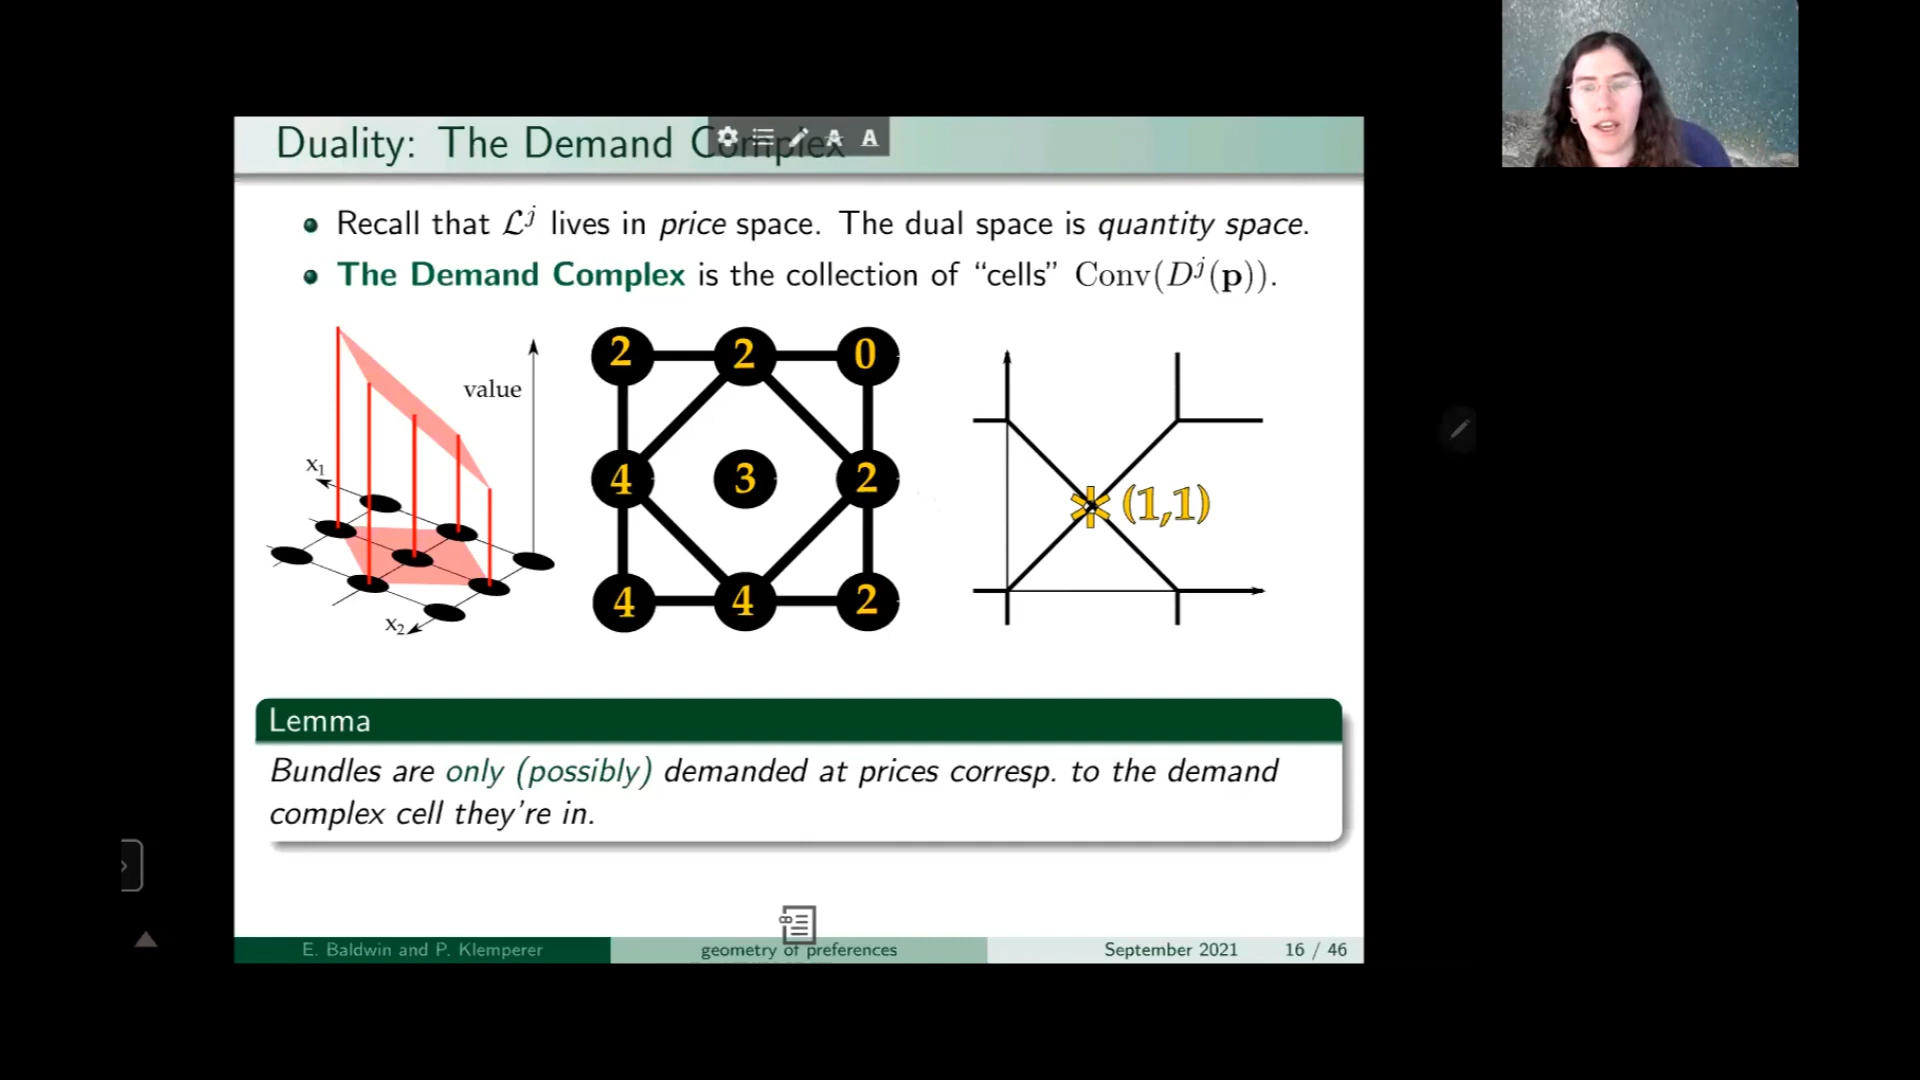 Duality: The Demand Complex
Recall that ℒʲ lives in price space. The dual space is quantity space.
The Demand Complex is the collection of “cells” Conv(Dʲ(p)).
value
x₁
x₂
2 2 0
4 3 2
4 4 2
(1,1)
Lemma
Bundles are only (possibly) demanded at prices corresp. to the demand
complex cell they're in.
E. Baldwin and P. Klemperer
geometry of preferences
September 2021
16 / 46